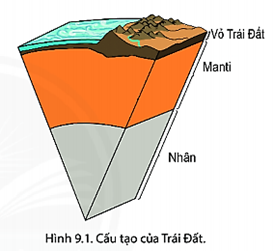 Vỏ Trái Đất
Manti
Nhân
Hình 9.1. Cấu tạo của Trái Đất.